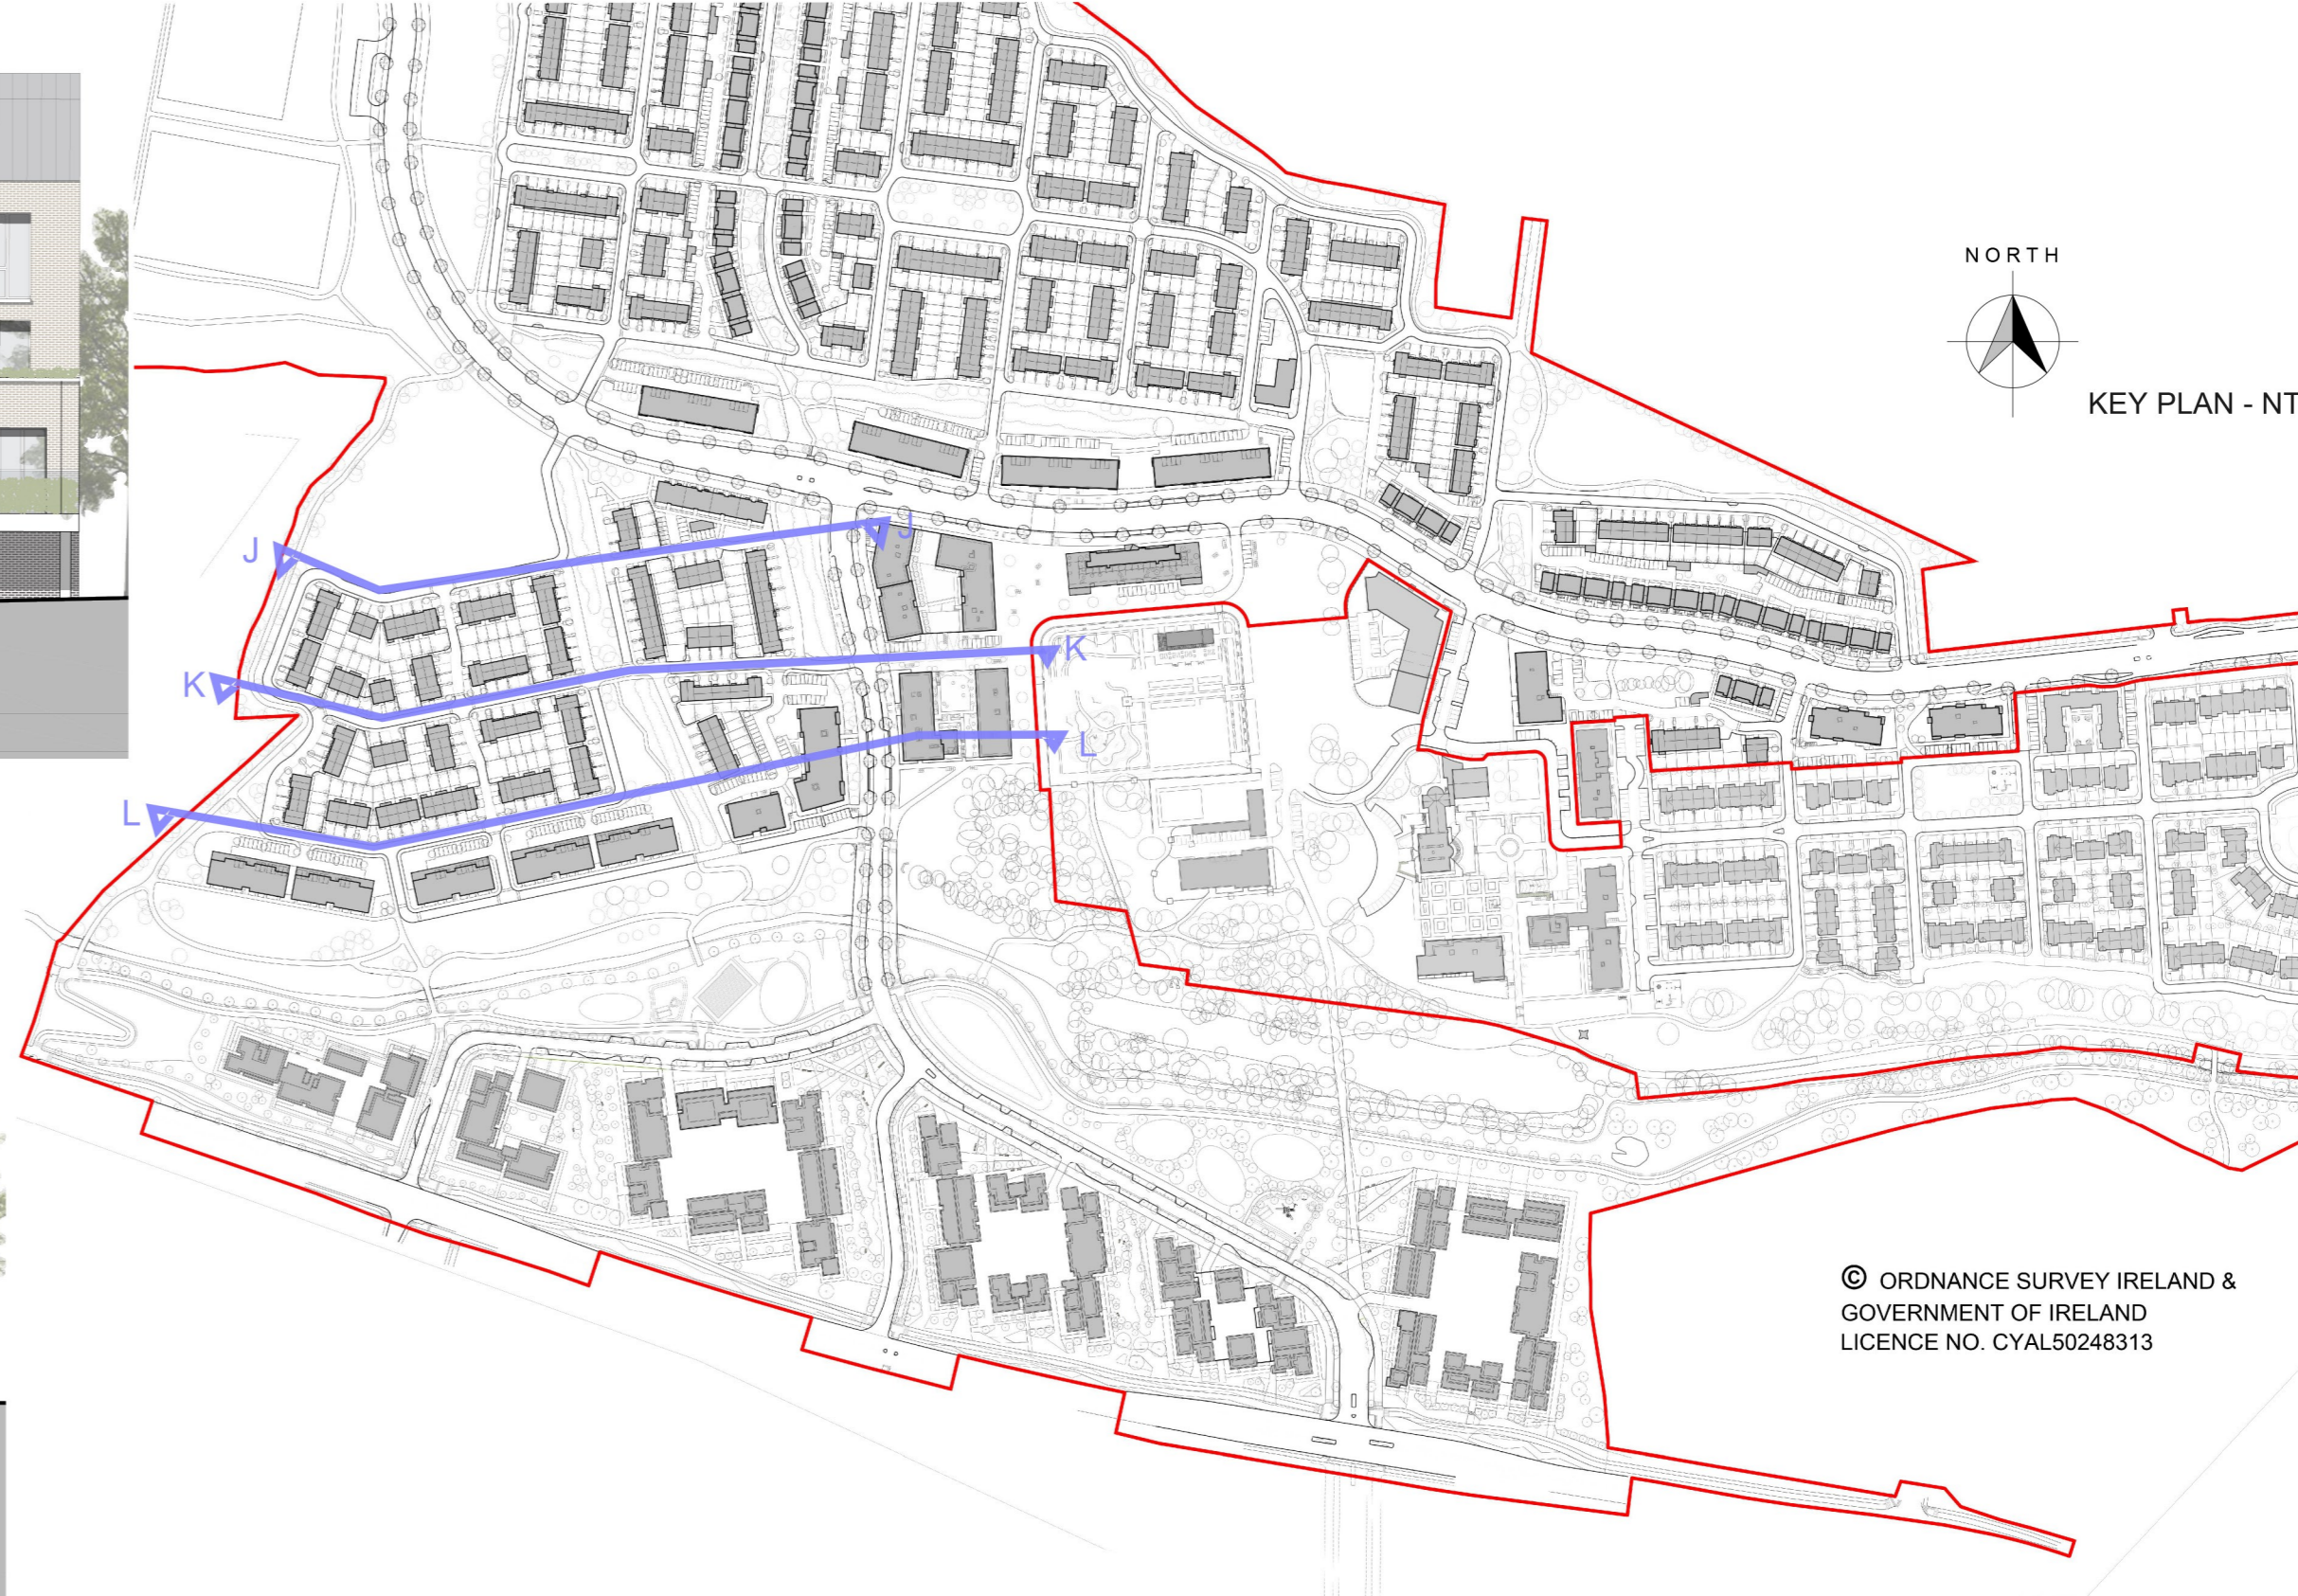 NORTH
KEY PLAN - NT
J
J
K
K
L
L
© ORDNANCE SURVEY IRELAND &
GOVERNMENT OF IRELAND
LICENCE NO. CYAL50248313